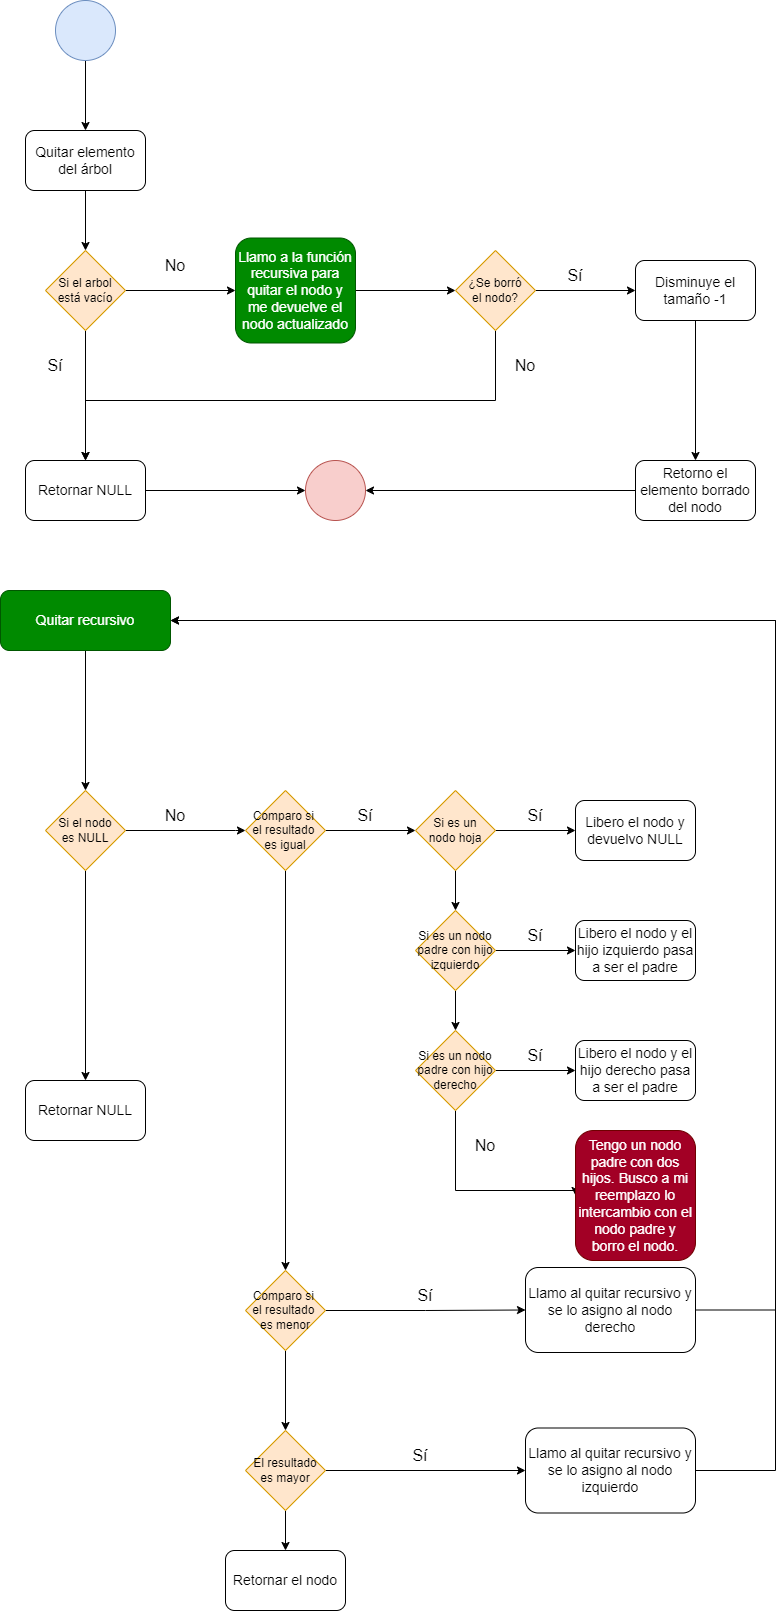 Quitar elemento
del árbol
Si el arbol
está vacío
No
Llamo a la función
recursiva para
quitar el nodo y
me devuelve el
nodo actualizado
¿Se borró
el nodo?
Sí
Disminuye el
tamaño -1
Sí
No
Retornar NULL
Retorno el
elemento borrado
del nodo
Quitar recursivo
Si el nodo
es NULL
No
Comparo si
el resultado
es igual
Sí
Si es un
nodo hoja
Sí
Libero el nodo y
devuelvo NULL
Si es un nodo
padre con hijo
izquierdo
Sí
Libero el nodo y el
hijo izquierdo pasa
a ser el padre
Si es un nodo
padre con hijo
derecho
Sí
Libero el nodo y el
hijo derecho pasa
a ser el padre
Retornar NULL
No
Tengo un nodo
padre con dos
hijos. Busco a mi
reemplazo lo
intercambio con el
nodo padre y
borro el nodo.
Comparo si
el resultado
es menor
Sí
Llamo al quitar recursivo y
se lo asigno al nodo
derecho
El resultado
es mayor
Sí
Llamo al quitar recursivo y
se lo asigno al nodo
izquierdo
Retornar el nodo